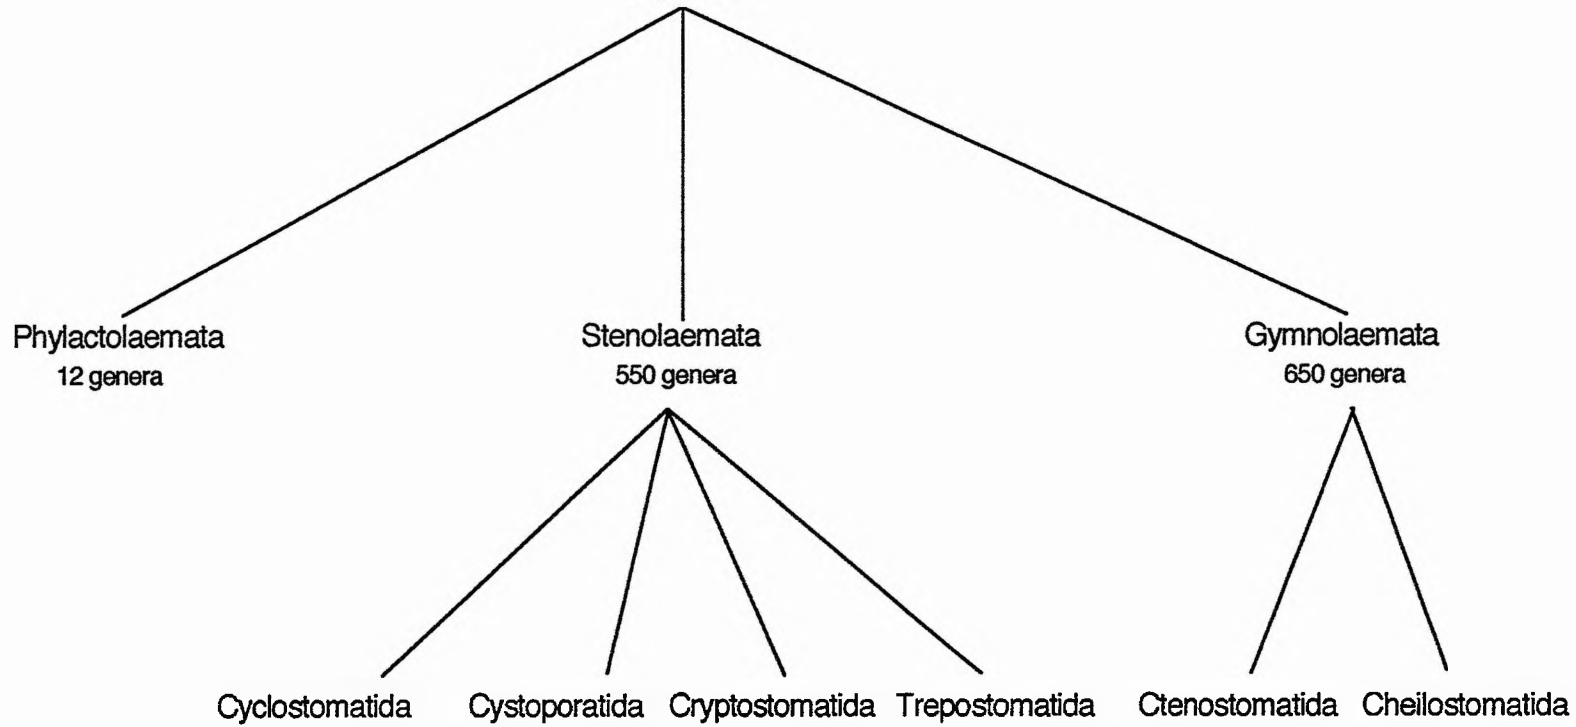 Phylactolaemata
12 genera
Stenolaemata
550 genera
Gymnolaemata
650 genera
Cyclostomatida
Cystoporatida
Cryptostomatida
Trepostomatida
Ctenostomatida
Cheilostomatida